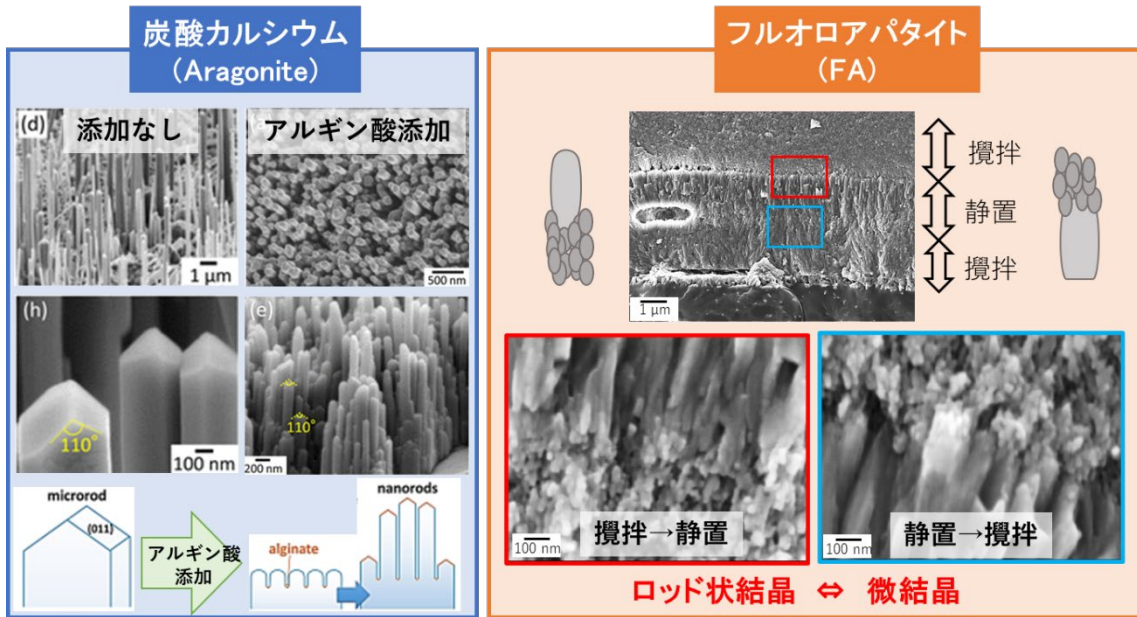 炭酸カルシウム
(Aragonite)
(d)
添加なし
アルギン酸添加
1 μm
500 nm
(h)
(e)
110°
110°
100 nm
200 nm
microrod
{011}
アルギン酸
添加
alginate
nanorods
フルオロアパタイト
(FA)
攪拌
静置
攪拌
1 μm
攪拌→静置
100 nm
静置→攪拌
100 nm
ロッド状結晶 ⇔ 微結晶